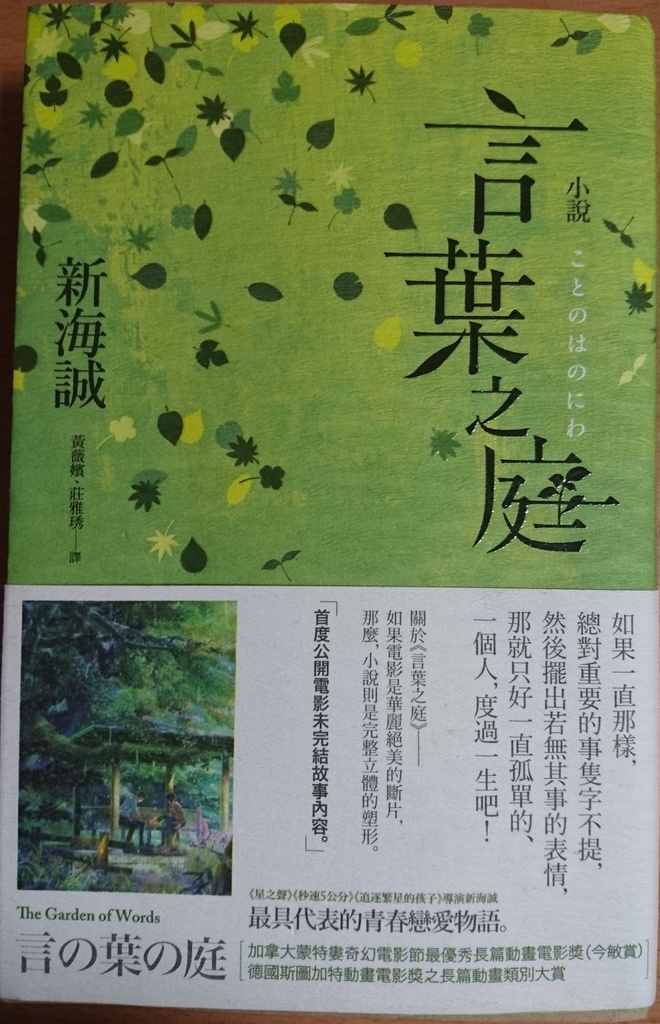 小說
言葉之庭
ことのはのにわ
新海誠
黃薇嬪、莊雅琇——譯
如果一直那樣，
總對重要的事隻字不提，
然後擺出若無其事的表情，
那就只好一直孤單的、
一個人，度過一生吧！
關於《言葉之庭》——
如果電影是華麗絕美的斷片，
那麼，小說則是完整立體的塑形。
「首度公開電影未完結故事內容。」
《星之聲》《秒速5公分》《追逐繁星的孩子》導演新海誠
最具代表的青春戀愛物語。
The Garden of Words
言の葉の庭
加拿大蒙特婁奇幻電影節最優秀長篇動畫電影獎(今敏賞)
德國斯圖加特動畫電影獎之長篇動畫類別大賞